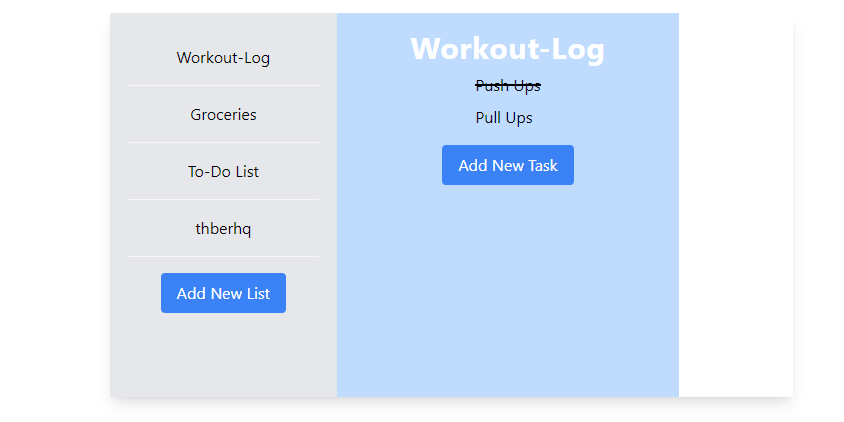 Workout-Log
Groceries
To-Do List
thberhq
Add New List
Workout-Log
Push Ups
Pull Ups
Add New Task